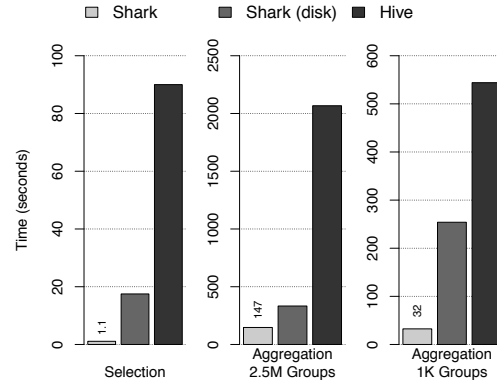 Shark Shark (disk) Hive
Time (seconds)
0 20 40 60 80 100
1.1
Selection
0 500 1000 1500 2000 2500
147
Aggregation
2.5M Groups
0 100 200 300 400 500 600
32
Aggregation
1K Groups